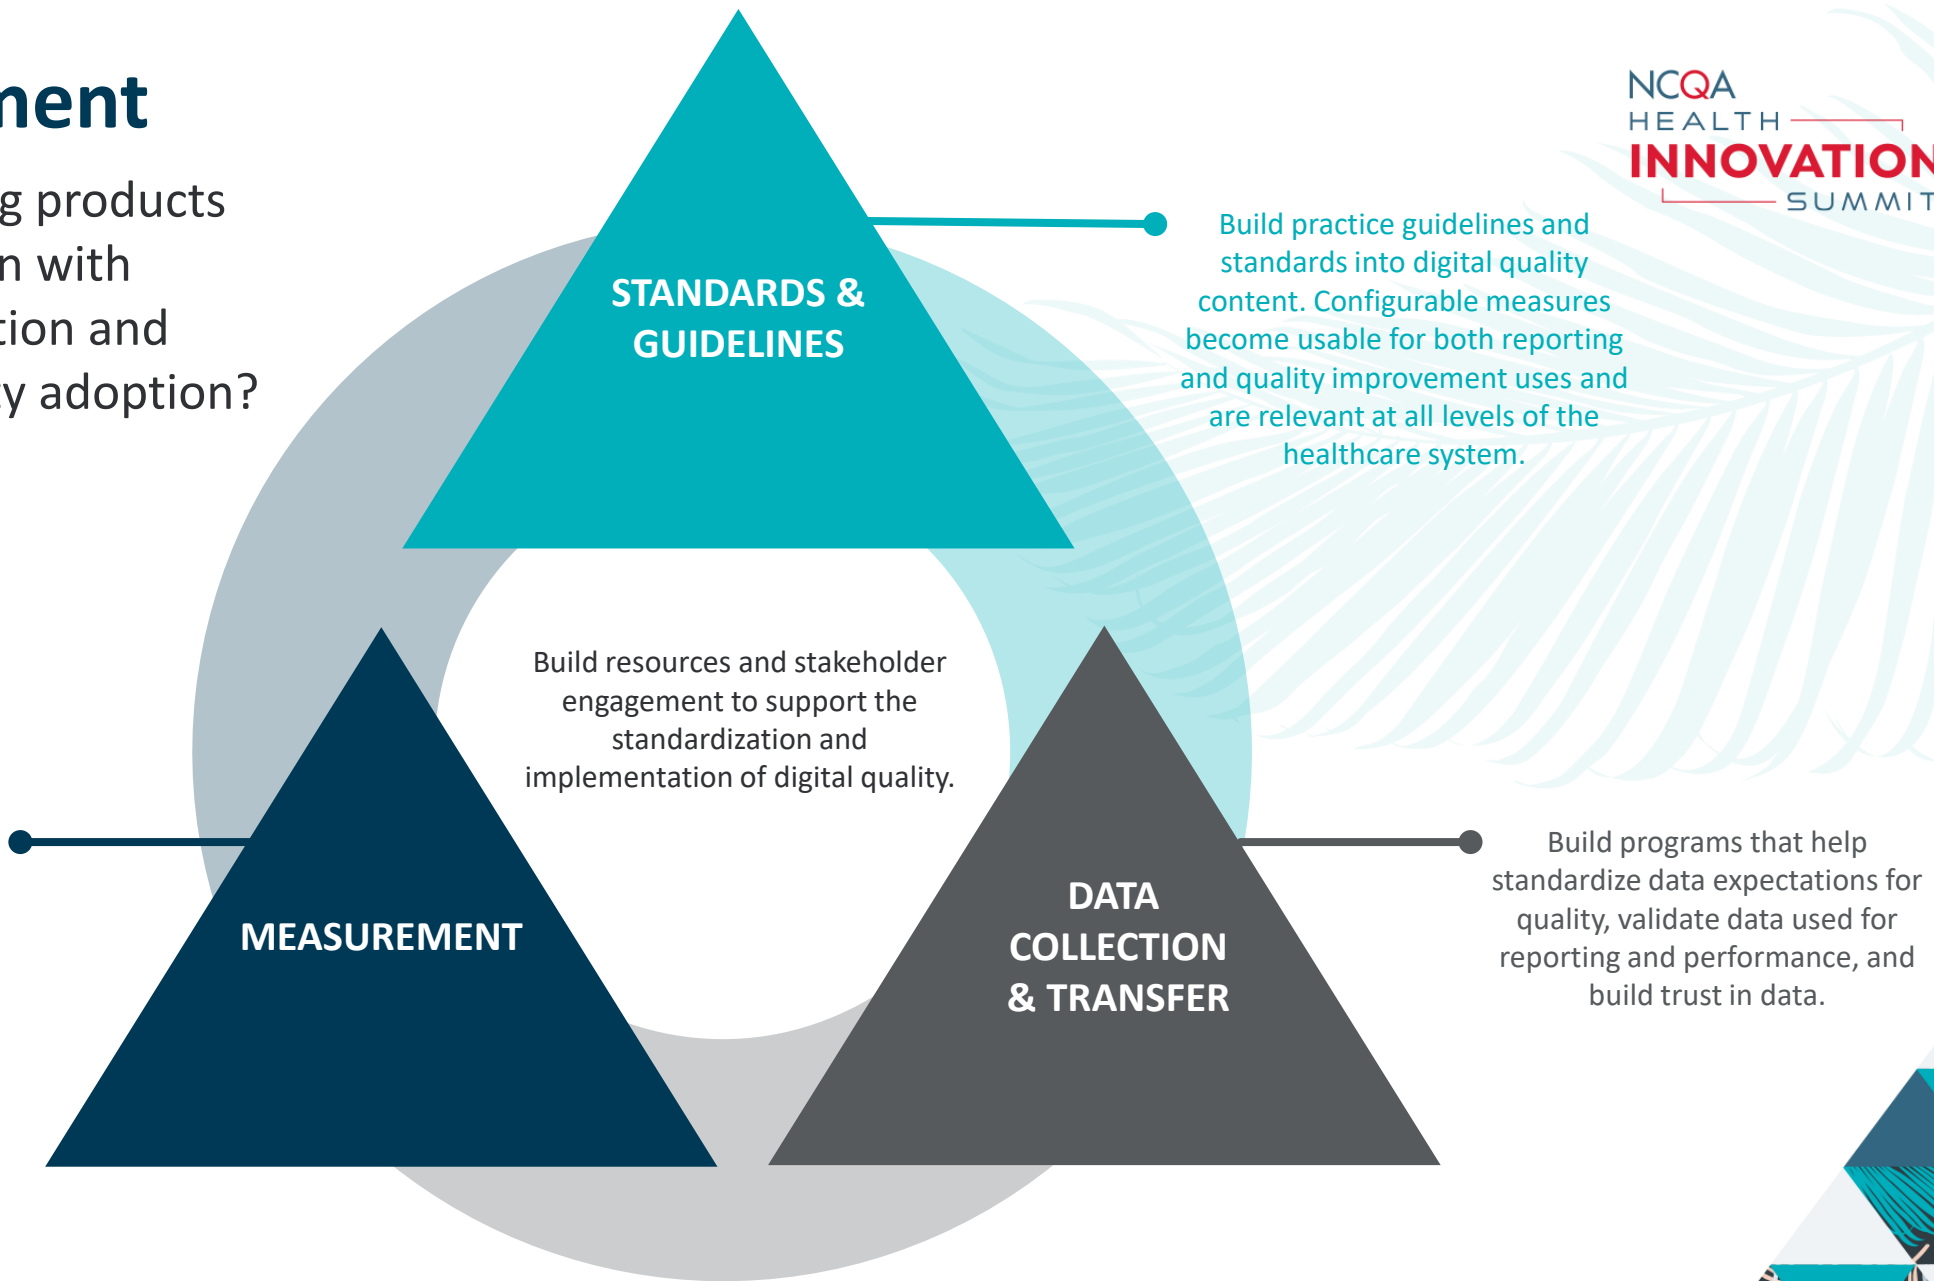 ment
g products
n with
tion and
ty adoption?
NCQA
HEALTH
INNOVATION
SUMMIT
STANDARDS &
GUIDELINES
Build practice guidelines and
standards into digital quality
content. Configurable measures
become usable for both reporting
and quality improvement uses and
are relevant at all levels of the
healthcare system.
Build resources and stakeholder
engagement to support the
standardization and
implementation of digital quality.
MEASUREMENT
DATA
COLLECTION
& TRANSFER
Build programs that help
standardize data expectations for
quality, validate data used for
reporting and performance, and
build trust in data.